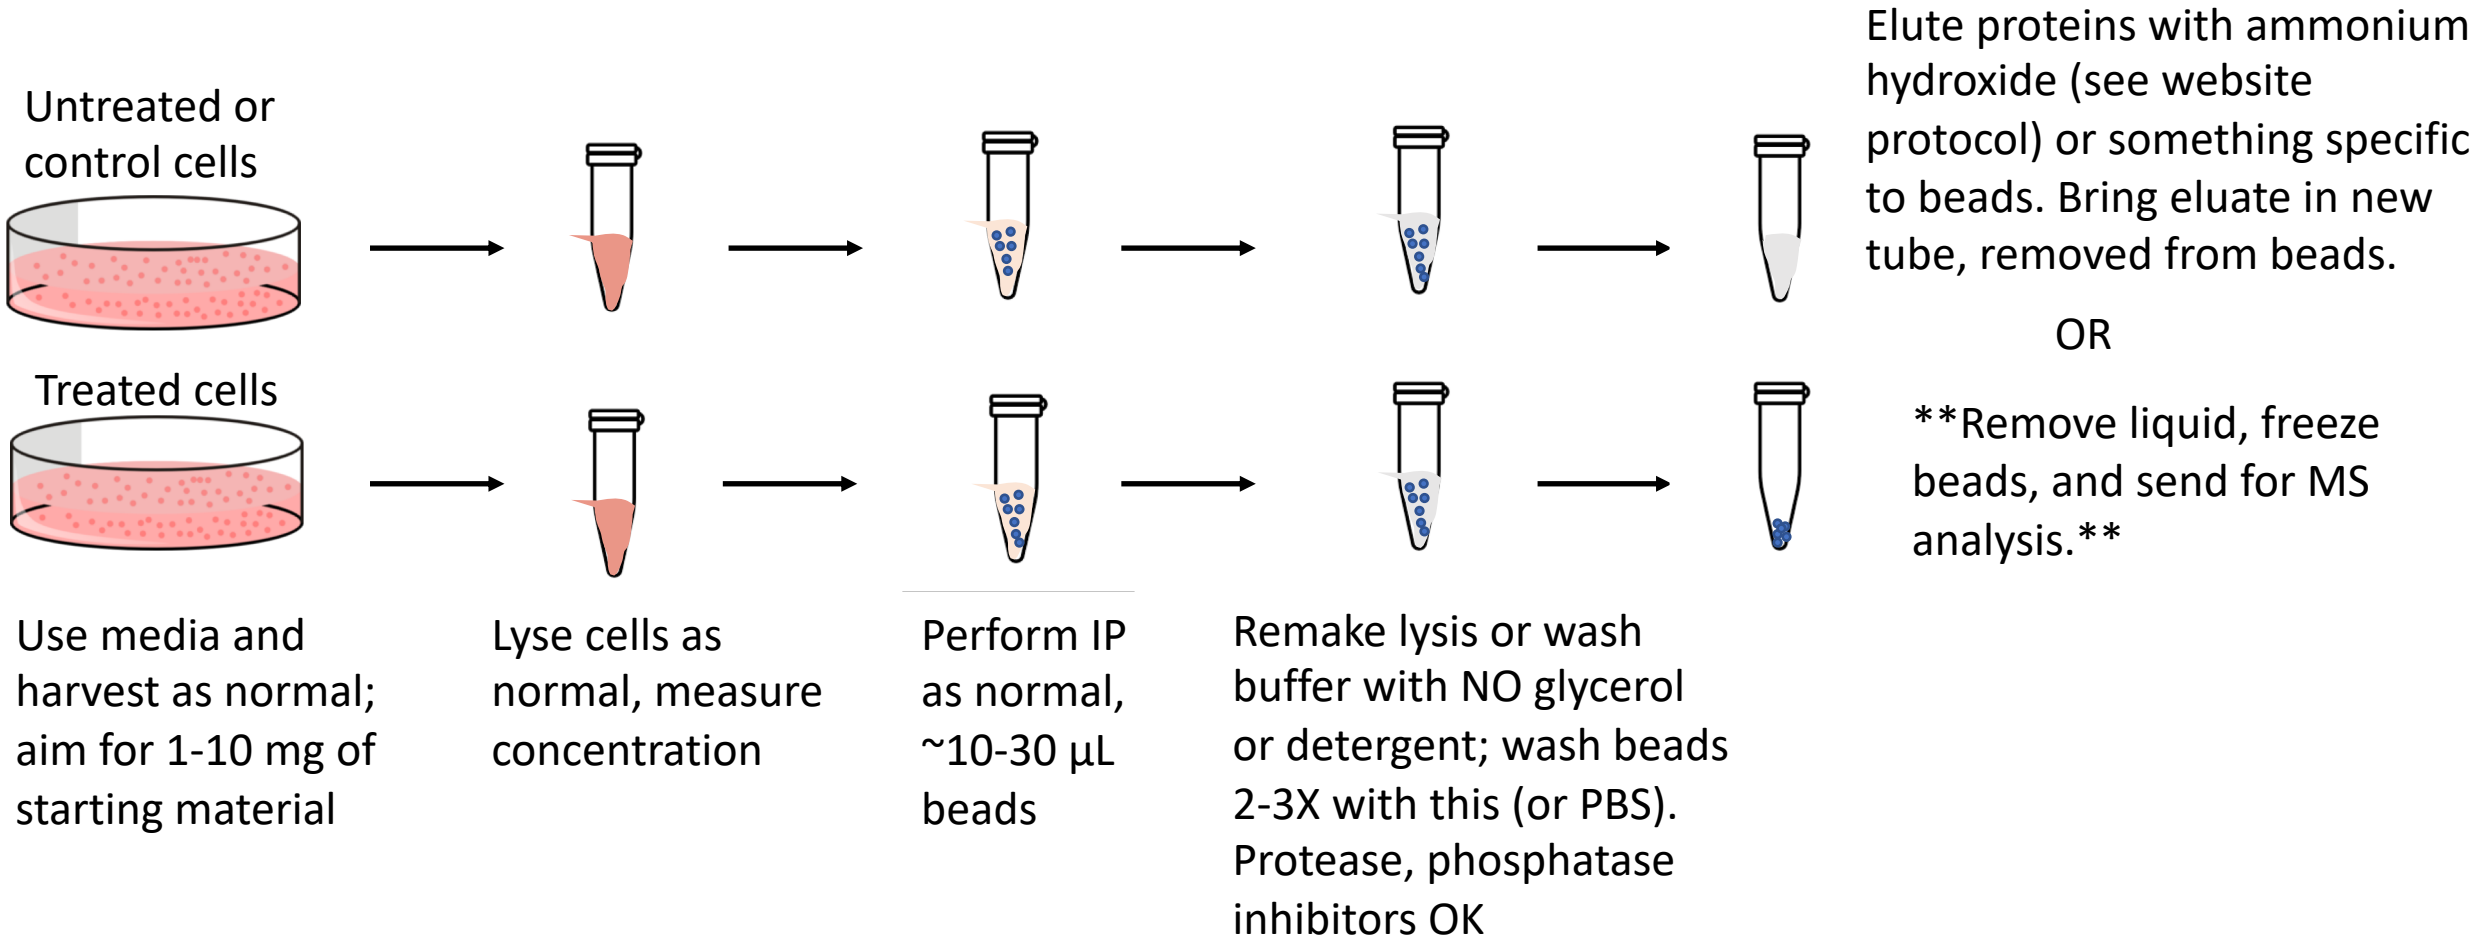 Untreated or
control cells
Treated cells
Use media and
harvest as normal;
aim for 1-10 mg of
starting material
Lyse cells as
normal, measure
concentration
Perform IP
as normal,
~10-30 µL
beads
Remake lysis or wash
buffer with NO glycerol
or detergent; wash beads
2-3X with this (or PBS).
Protease, phosphatase
inhibitors OK
Elute proteins with ammonium
hydroxide (see website
protocol) or something specific
to beads. Bring eluate in new
tube, removed from beads.
OR
**Remove liquid, freeze
beads, and send for MS
analysis.**